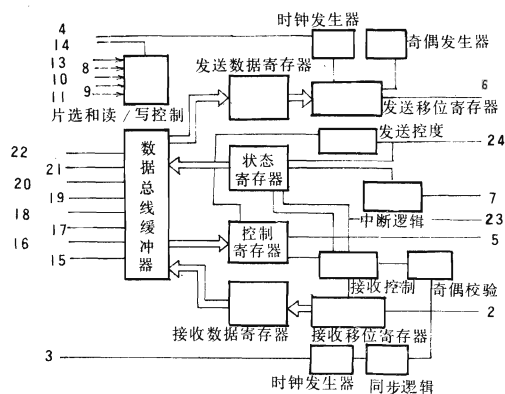 时钟发生器
4
14
奇偶发生器
13
8
发送数据寄存器
10
9
11
6
片选和读/写控制
发送移位寄存器
发送控度
24
22
数据总线缓冲器
21
状态
寄存器
20
7
19
中断逻辑
23
18
17
控制
寄存器
5
16
15
接收控制
奇偶校验
2
接收数据寄存器
接收移位寄存器
3
时钟发生器
同步逻辑